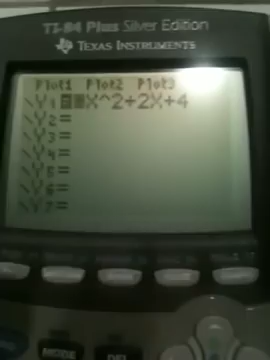 TI-84 Plus Silver Edition
TEXAS INSTRUMENTS
Plot1 Plot2 Plot3
\Y1=X^2+2X+4
\Y2=
\Y3=
\Y4=
\Y5=
\Y6=
\Y7=
MODE DEL